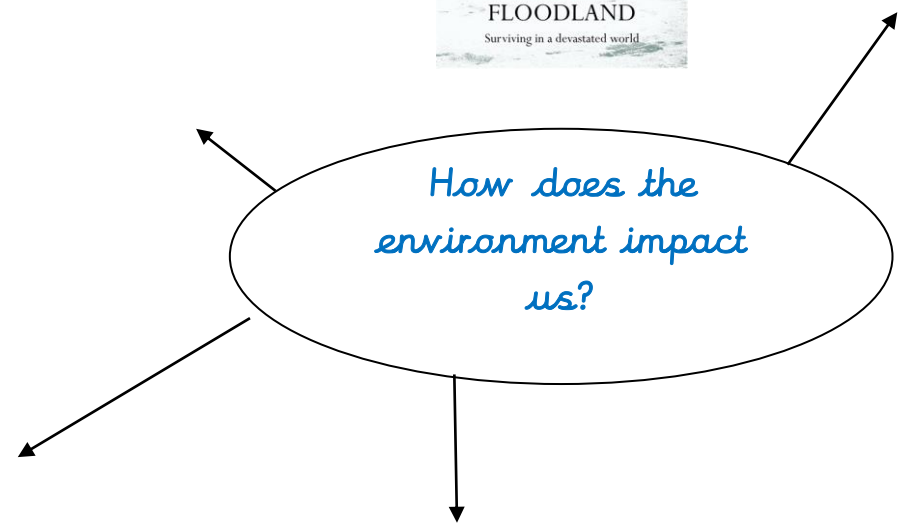 FLOODLAND
Surviving in a devastated world
How does the
environment impact
us?